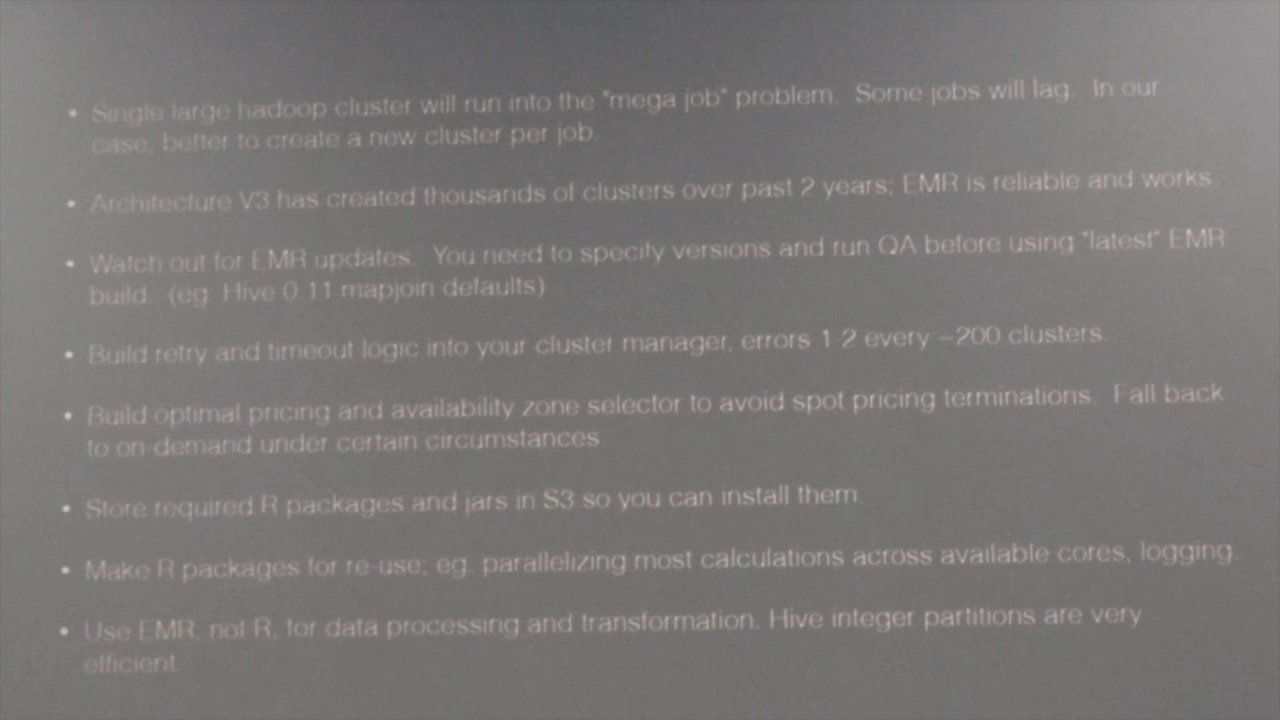 • Single large hadoop cluster will run into the "mega job" problem. Some jobs will lag. In our
case, better to create a new cluster per job.
• Architecture V3 has created thousands of clusters over past 2 years; EMR is reliable and works.
• Watch out for EMR updates. You need to specify versions and run QA before using "latest" EMR
build. (eg. Hive 0.11 mapjoin defaults)
• Build retry and timeout logic into your cluster manager, errors 1-2 every ~200 clusters.
• Build optimal pricing and availability zone selector to avoid spot pricing terminations. Fall back
to on-demand under certain circumstances.
• Store required R packages and jars in S3 so you can install them.
• Make R packages for re-use; eg. parallelizing most calculations across available cores, logging.
• Use EMR, not R, for data processing and transformation. Hive integer partitions are very
efficient.